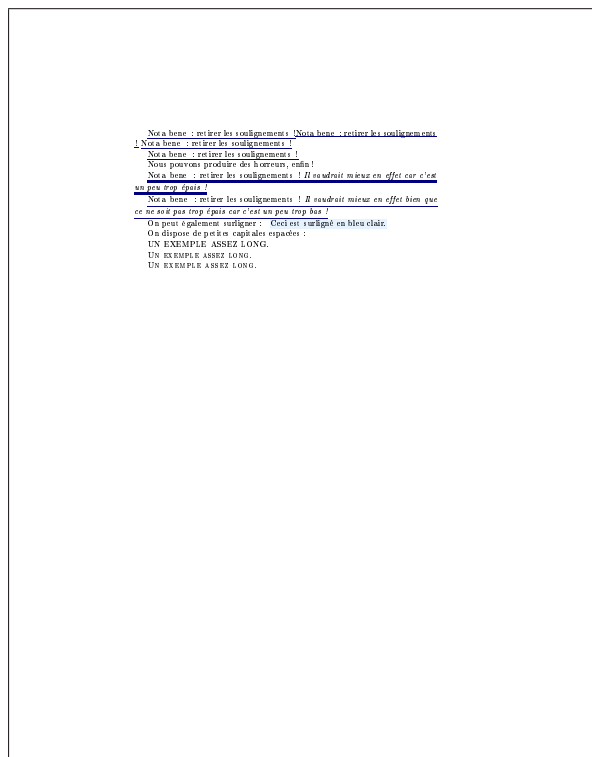 Nota bene : retirer les soulignements !Nota bene : retirer les soulignements
! Nota bene : retirer les soulignements !
Nota bene : retirer les soulignements !
Nous pouvons produire des horreurs, enfin !
Nota bene : retirer les soulignements ! Il vaudrait mieux en effet car c'est
un peu trop épais !
Nota bene : retirer les soulignements ! Il vaudrait mieux en effet bien que
ce ne soit pas trop épais car c'est un peu trop bas !
On peut également surligner : Ceci est surligné en bleu clair.
On dispose de petites capitales espacées :
UN EXEMPLE ASSEZ LONG.
UN EXEMPLE ASSEZ LONG.
UN EXEMPLE ASSEZ LONG.